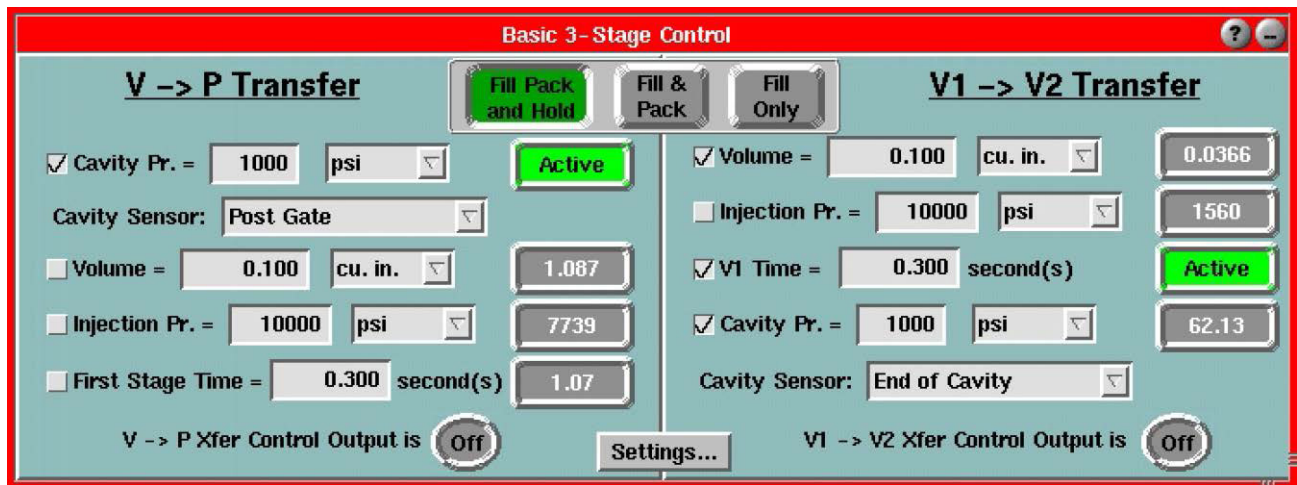 Basic 3-Stage Control
? -
V -> P Transfer
Fill Pack and Hold
Fill & Pack
Fill Only
V1 -> V2 Transfer
Cavity Pr. = 1000 psi Active
Cavity Sensor: Post Gate
Volume = 0.100 cu. in. 1.087
Injection Pr. = 10000 psi 7739
First Stage Time = 0.300 second(s) 1.07
V -> P Xfer Control Output is Off
Settings...
Volume = 0.100 cu. in. 0.0366
Injection Pr. = 10000 psi 1560
V1 Time = 0.300 second(s) Active
Cavity Pr. = 1000 psi 62.13
Cavity Sensor: End of Cavity
V1 -> V2 Xfer Control Output is Off